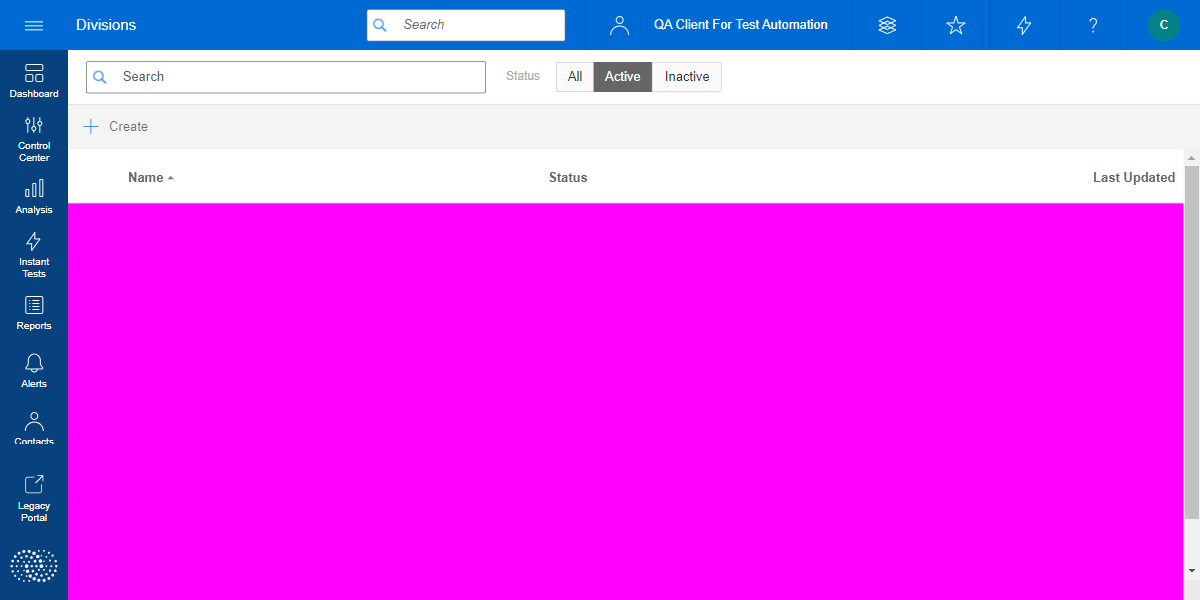 Divisions
Search
QA Client For Test Automation
?
C
Dashboard
Control
Center
Analysis
Instant
Tests
Reports
Alerts
Contacts
Legacy
Portal
Search
Status
All
Active
Inactive
Create
Name
Status
Last Updated